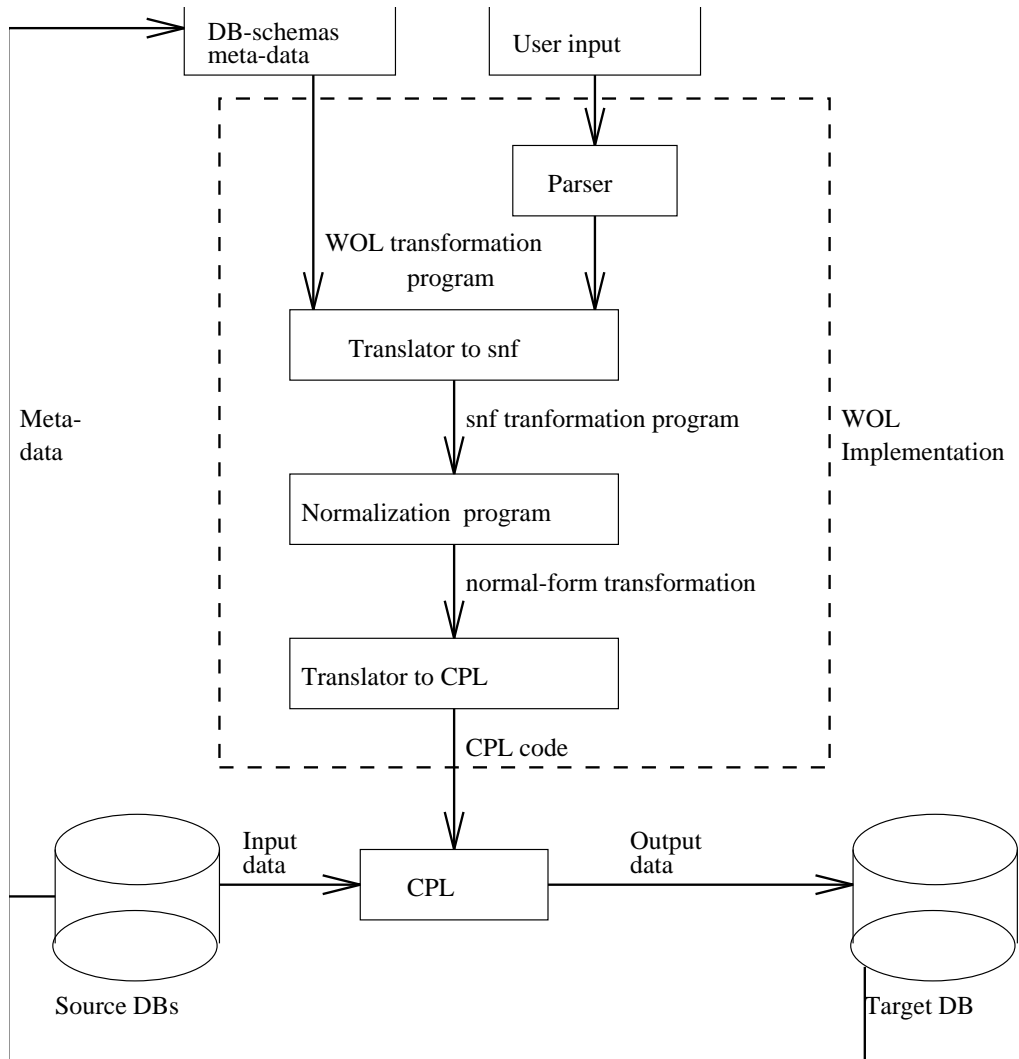 DB-schemas
meta-data
User input
Parser
WOL transformation
program
Translator to snf
Meta-
data
snf tranformation program
WOL
Implementation
Normalization program
normal-form transformation
Translator to CPL
CPL code
Input
data
Output
data
CPL
Source DBs
Target DB